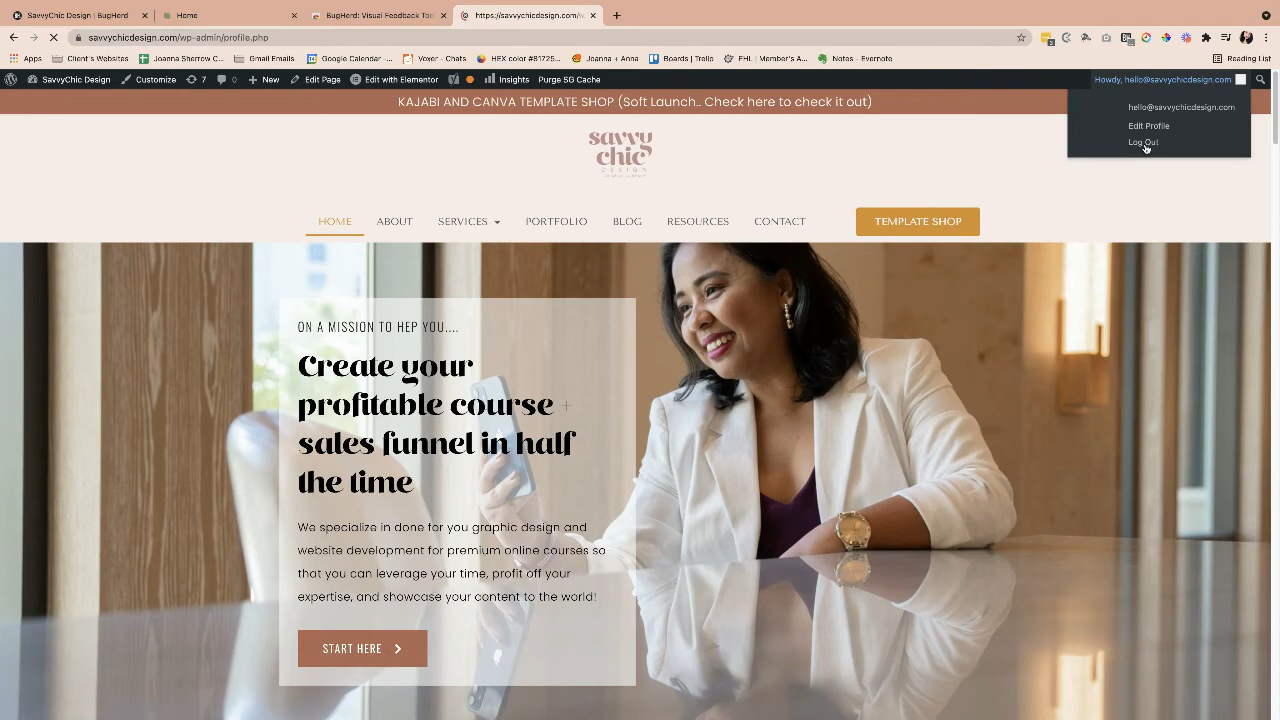 SavvyChic Design | BugHerd
Home
BugHerd: Visual Feedback Too
https://savvychicdesign.com/w
savvychicdesign.com/wp-admin/profile.php
Apps
Client's Websites
Joanna Sherrow C...
Gmail Emails
Google Calendar -...
Voxer - Chats
HEX color #81725...
Joanna + Anna
Boards | Trello
FHL | Member's A...
Notes - Evernote
Reading List
SavvyChic Design
Customize
7
0
New
Edit Page
Edit with Elementor
Insights
Purge SG Cache
Howdy, hello@savvychicdesign.com
hello@savvychicdesign.com
Edit Profile
Log Out
KAJABI AND CANVA TEMPLATE SHOP (Soft Launch.. Check here to check it out)
savvy
chic
DESIGN
HOME
ABOUT
SERVICES
PORTFOLIO
BLOG
RESOURCES
CONTACT
TEMPLATE SHOP
ON A MISSION TO HEP YOU....
Create your
profitable course +
sales funnel in half
the time
We specialize in done for you graphic design and
website development for premium online courses so
that you can leverage your time, profit off your
expertise, and showcase your content to the world!
START HERE